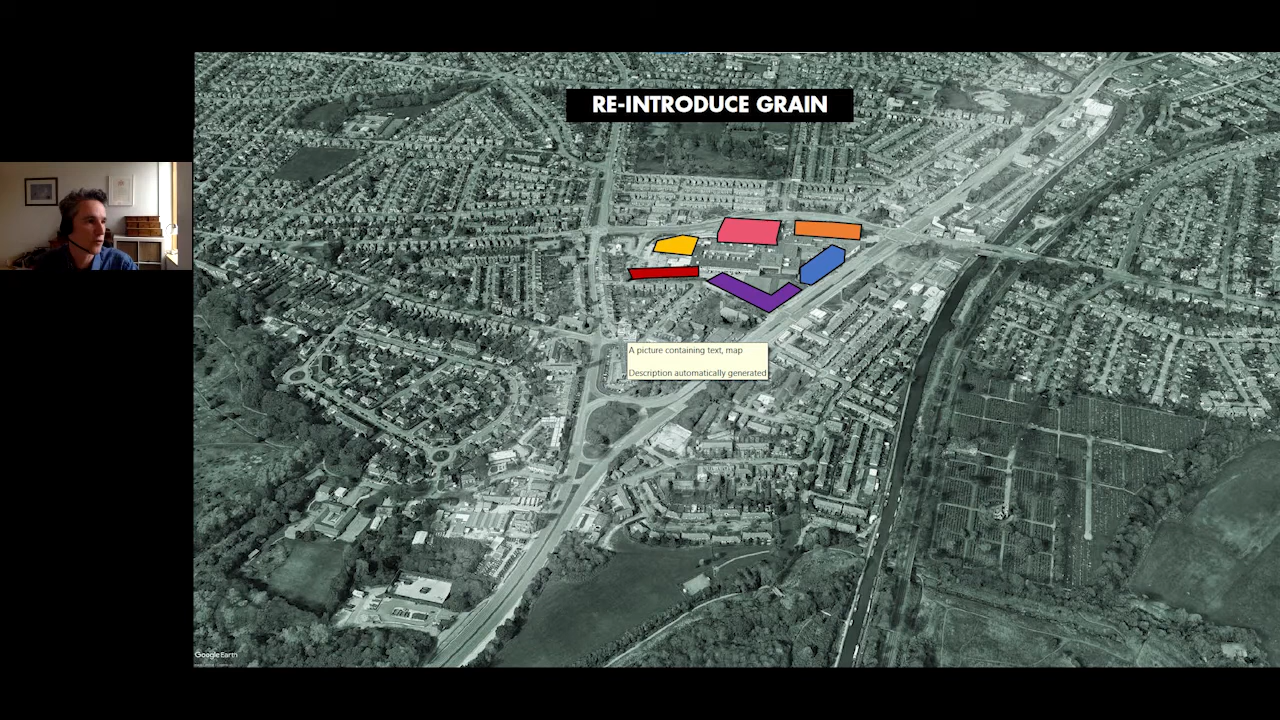 RE-INTRODUCE GRAIN
A picture containing text, map
Description automatically generated
Google Earth